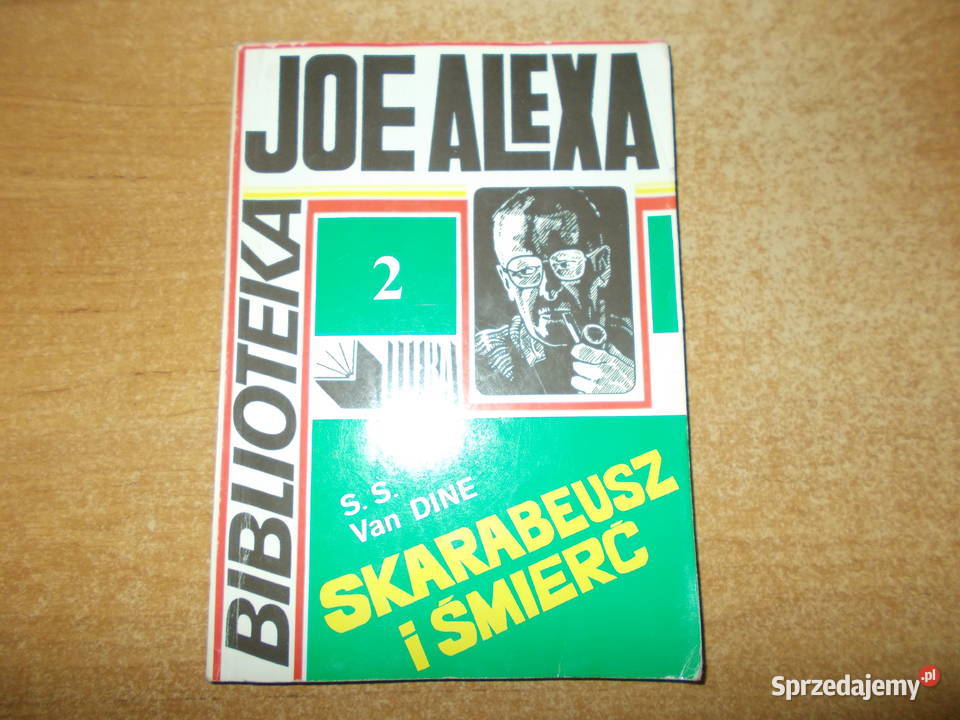 JOE ALEXA
BIBLIOTEKA
2
S. S.
Van DINE
SKARABEUSZ
i ŚMIERĆ
Sprzedajemy.pl